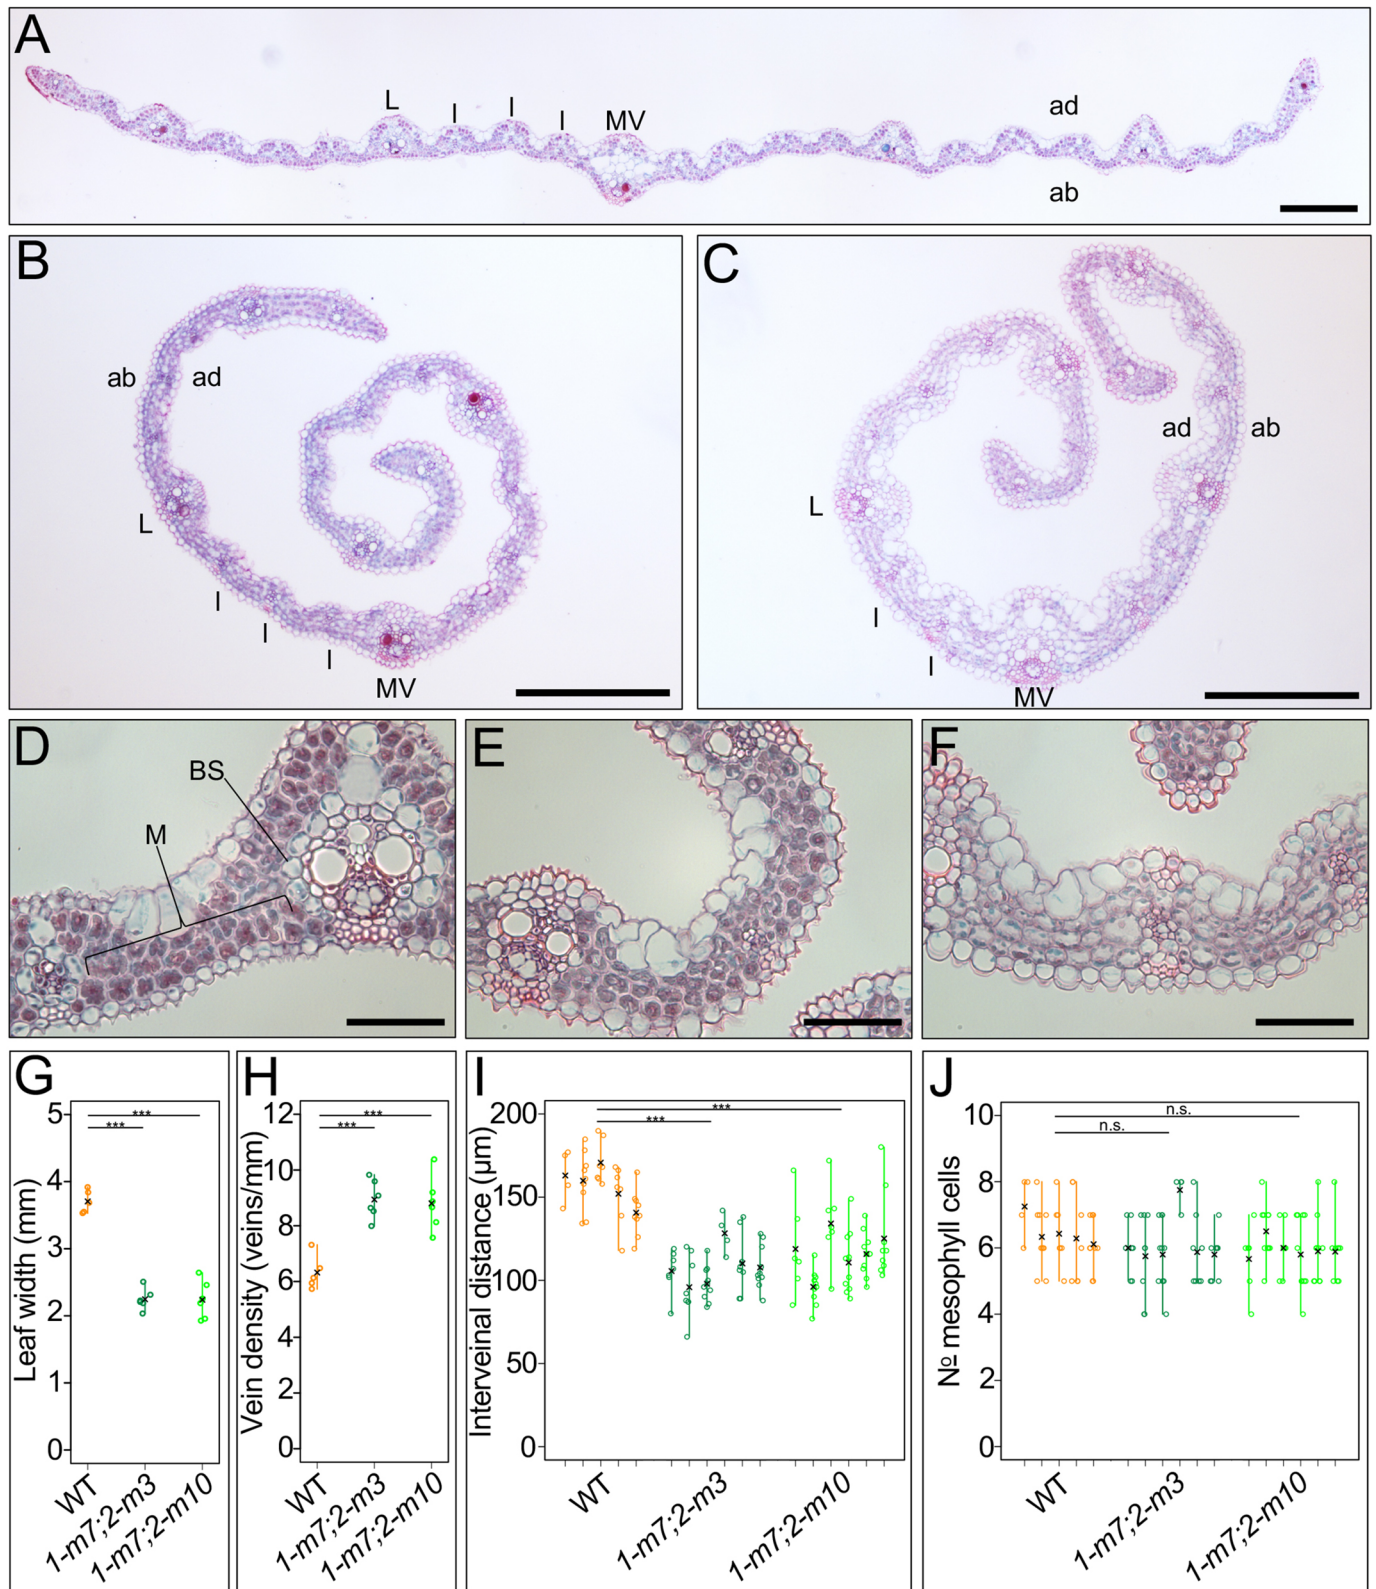 A
L
I
I
I
MV
ad
ab
B
ab
ad
L
I
I
I
MV
C
ad
ab
L
I
I
MV
D
BS
M
E
F
G
Leaf width (mm)
5
4
3
2
1
0
***
***
WT
1-m7;2-m3
1-m7;2-m10
H
Vein density (veins/mm)
12
10
8
6
4
2
0
***
***
WT
1-m7;2-m3
1-m7;2-m10
I
Interveinal distance (µm)
200
150
100
50
0
***
***
WT
1-m7;2-m3
1-m7;2-m10
J
Nº mesophyll cells
10
8
6
4
2
0
n.s.
n.s.
WT
1-m7;2-m3
1-m7;2-m10